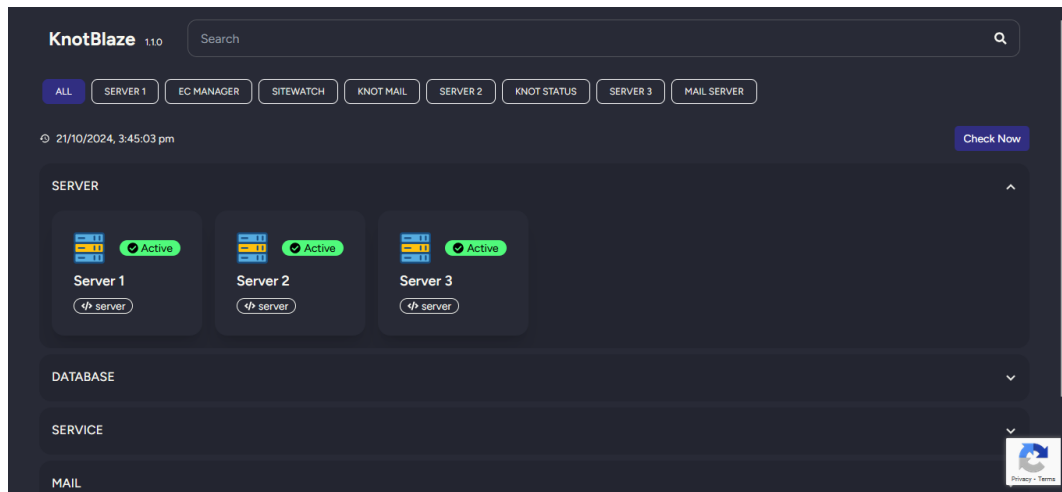 KnotBlaze 1.1.0 Search
ALL SERVER 1 EC MANAGER SITEWATCH KNOT MAIL SERVER 2 KNOT STATUS SERVER 3 MAIL SERVER
21/10/2024, 3:45:03 pm Check Now
SERVER
Active Active Active
Server 1 Server 2 Server 3
</> server </> server </> server
DATABASE
SERVICE
MAIL
Privacy - Terms